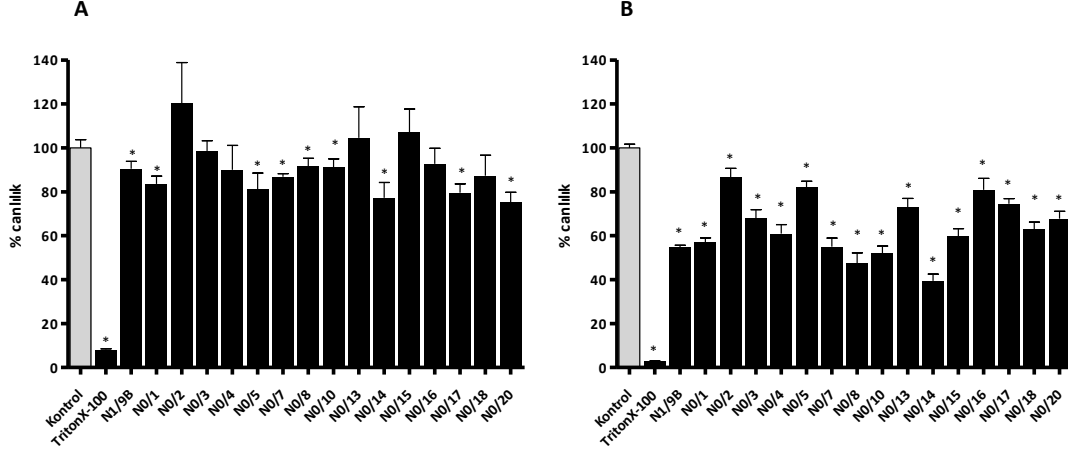 A
% canlılık
140
120
100
80
60
40
20
0
* * * * * * * * * * *
Kontrol
TritonX-100
N1/9B
N0/1
N0/2
N0/3
N0/4
N0/5
N0/7
N0/8
N0/10
N0/13
N0/14
N0/15
N0/16
N0/17
N0/18
N0/20
B
% canlılık
140
120
100
80
60
40
20
0
* * * * * * * * * * * * * * * * *
Kontrol
TritonX-100
N1/9B
N0/1
N0/2
N0/3
N0/4
N0/5
N0/7
N0/8
N0/10
N0/13
N0/14
N0/15
N0/16
N0/17
N0/18
N0/20